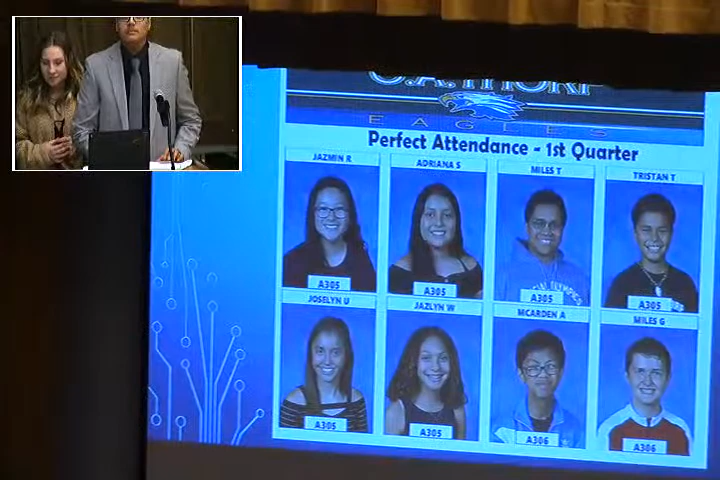 EAGLES
Perfect Attendance - 1st Quarter
JAZMIN R
ADRIANA S
MILES T
TRISTAN T
A305
A305
A305
A305
JOSELYN U
JAZLYN W
MCARDEN A
MILES G
A305
A305
A306
A306